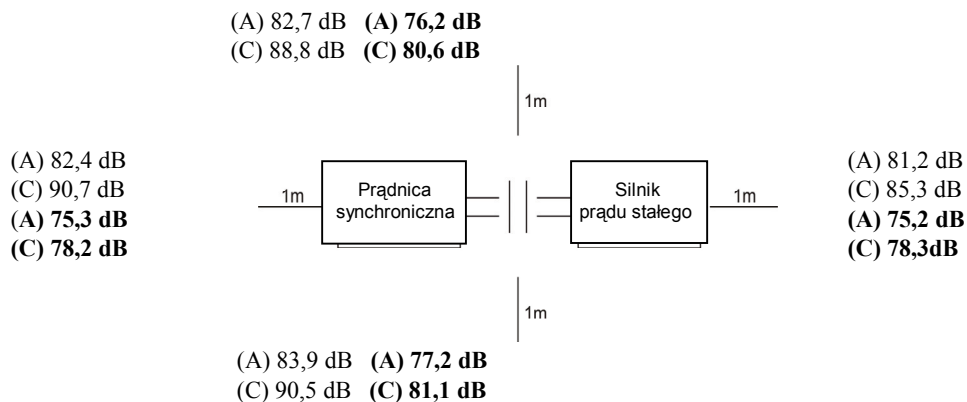 (A) 82,7 dB (A) 76,2 dB
(C) 88,8 dB (C) 80,6 dB
1m
(A) 82,4 dB
(C) 90,7 dB
(A) 75,3 dB
(C) 78,2 dB
1m
Prądnica
synchroniczna
Silnik
prądu stałego
1m
(A) 81,2 dB
(C) 85,3 dB
(A) 75,2 dB
(C) 78,3dB
1m
(A) 83,9 dB (A) 77,2 dB
(C) 90,5 dB (C) 81,1 dB